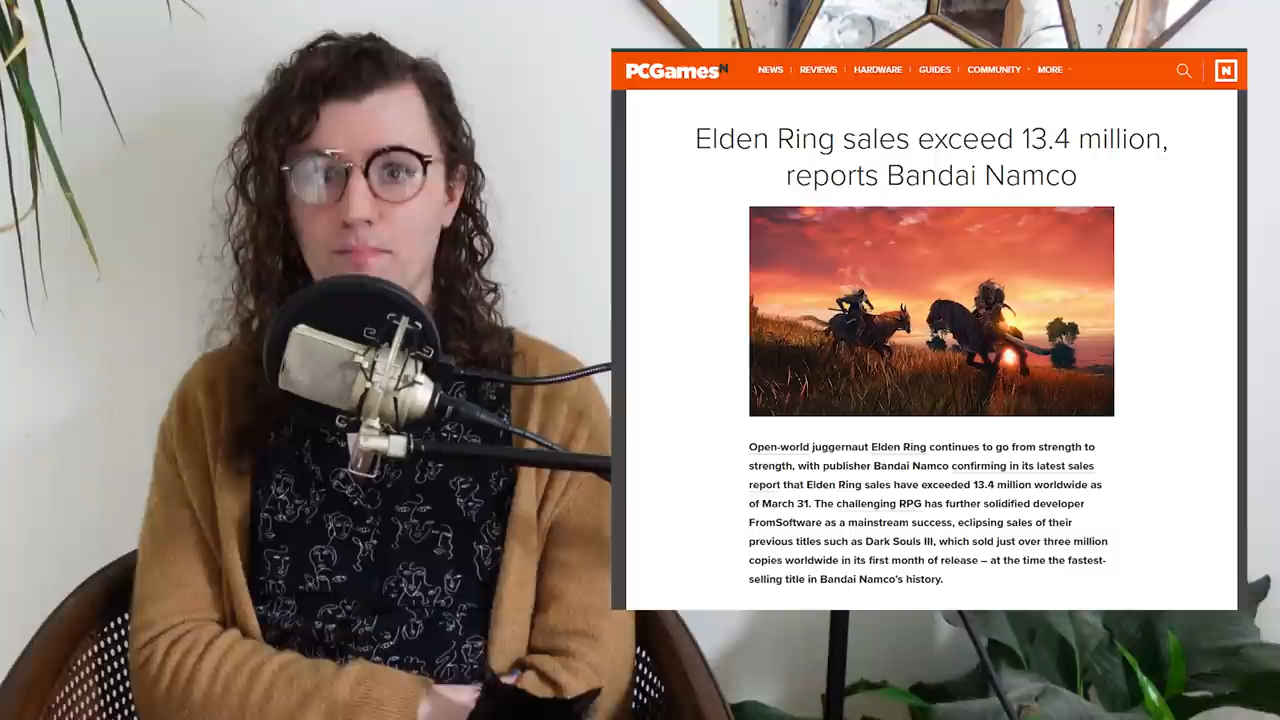 PCGamesN
NEWS
REVIEWS
HARDWARE
GUIDES
COMMUNITY
MORE
N
Elden Ring sales exceed 13.4 million,
reports Bandai Namco
Open-world juggernaut Elden Ring continues to go from strength to
strength, with publisher Bandai Namco confirming in its latest sales
report that Elden Ring sales have exceeded 13.4 million worldwide as
of March 31. The challenging RPG has further solidified developer
FromSoftware as a mainstream success, eclipsing sales of their
previous titles such as Dark Souls III, which sold just over three million
copies worldwide in its first month of release – at the time the fastest-
selling title in Bandai Namco's history.